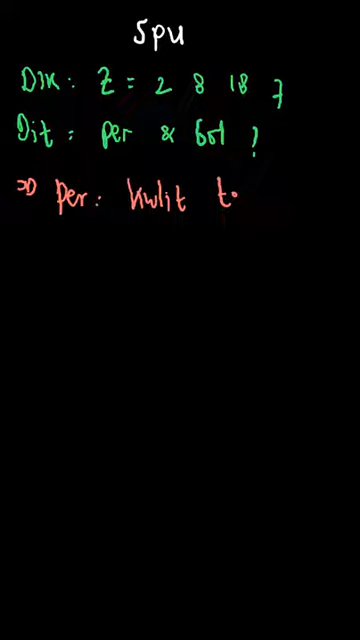 SPU
Dik: Z = 2 8 18 7
Dit = per & Gol ?
⇒ per: kulit t